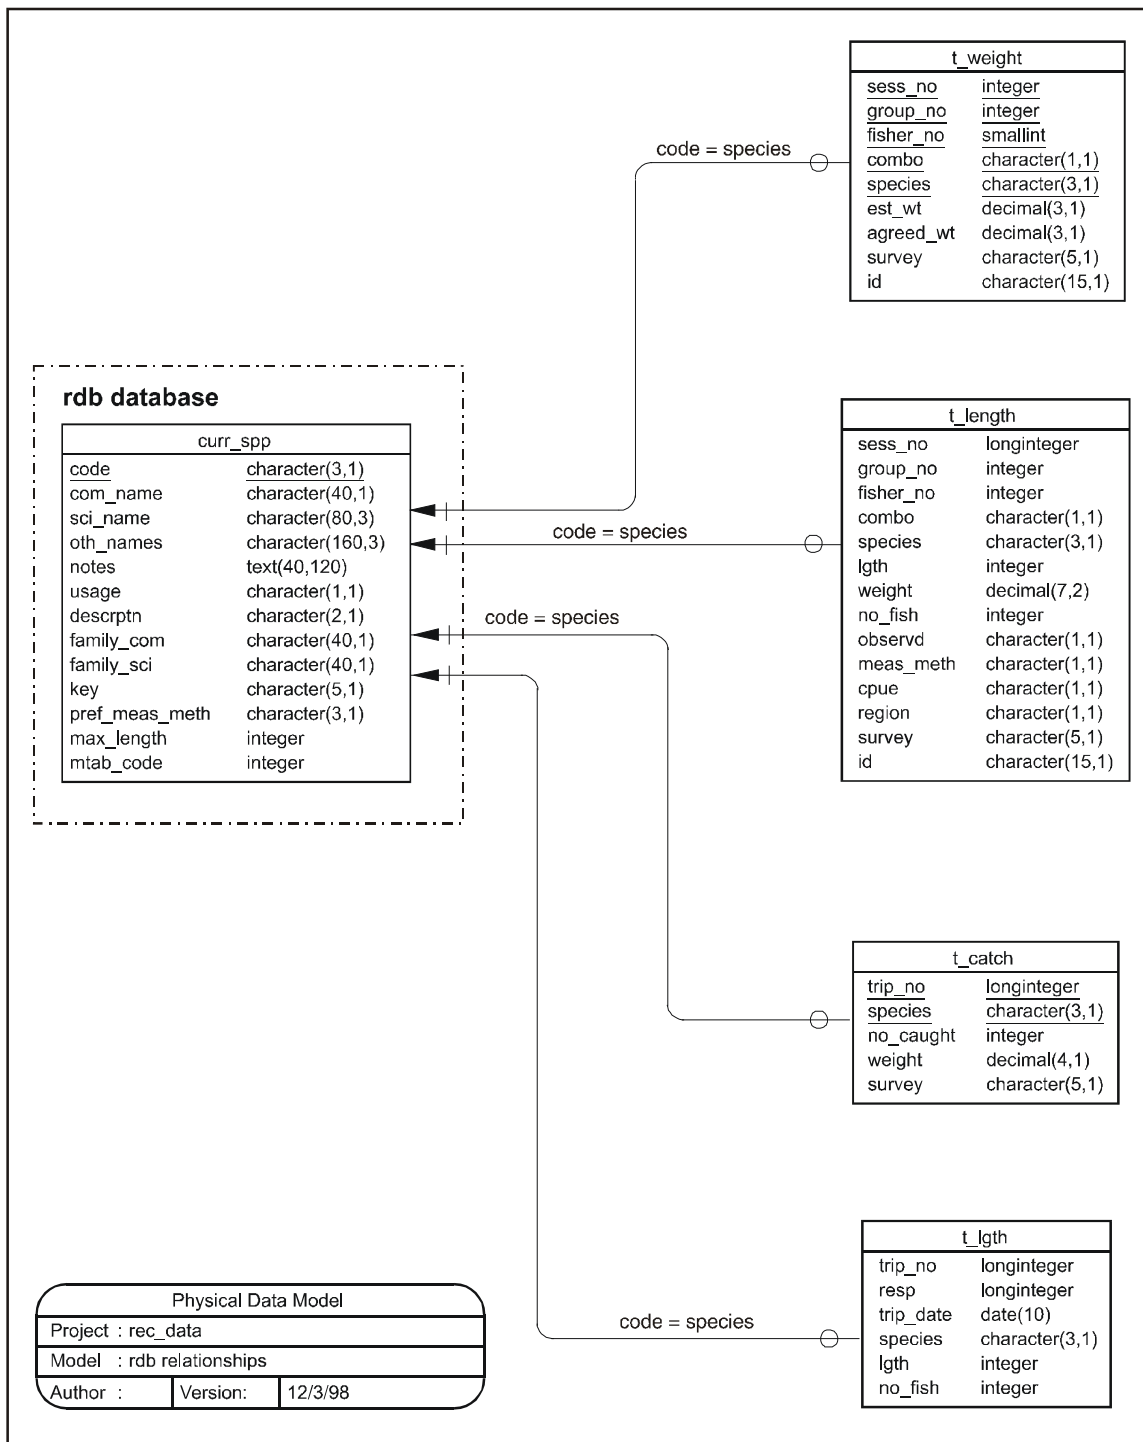 t_weight
sess_no integer
group_no integer
fisher_no smallint
combo character(1,1)
species character(3,1)
est_wt decimal(3,1)
agreed_wt decimal(3,1)
survey character(5,1)
id character(15,1)
code = species
rdb database
curr_spp
code character(3,1)
com_name character(40,1)
sci_name character(80,3)
oth_names character(160,3)
notes text(40,120)
usage character(1,1)
descrptn character(2,1)
family_com character(40,1)
family_sci character(40,1)
key character(5,1)
pref_meas_meth character(3,1)
max_length integer
mtab_code integer
code = species
t_length
sess_no longinteger
group_no integer
fisher_no integer
combo character(1,1)
species character(3,1)
lgth integer
weight decimal(7,2)
no_fish integer
observd character(1,1)
meas_meth character(1,1)
cpue character(1,1)
region character(1,1)
survey character(5,1)
id character(15,1)
code = species
t_catch
trip_no longinteger
species character(3,1)
no_caught integer
weight decimal(4,1)
survey character(5,1)
code = species
t_lgth
trip_no longinteger
resp longinteger
trip_date date(10)
species character(3,1)
lgth integer
no_fish integer
Physical Data Model
Project : rec_data
Model : rdb relationships
Author : Version: 12/3/98